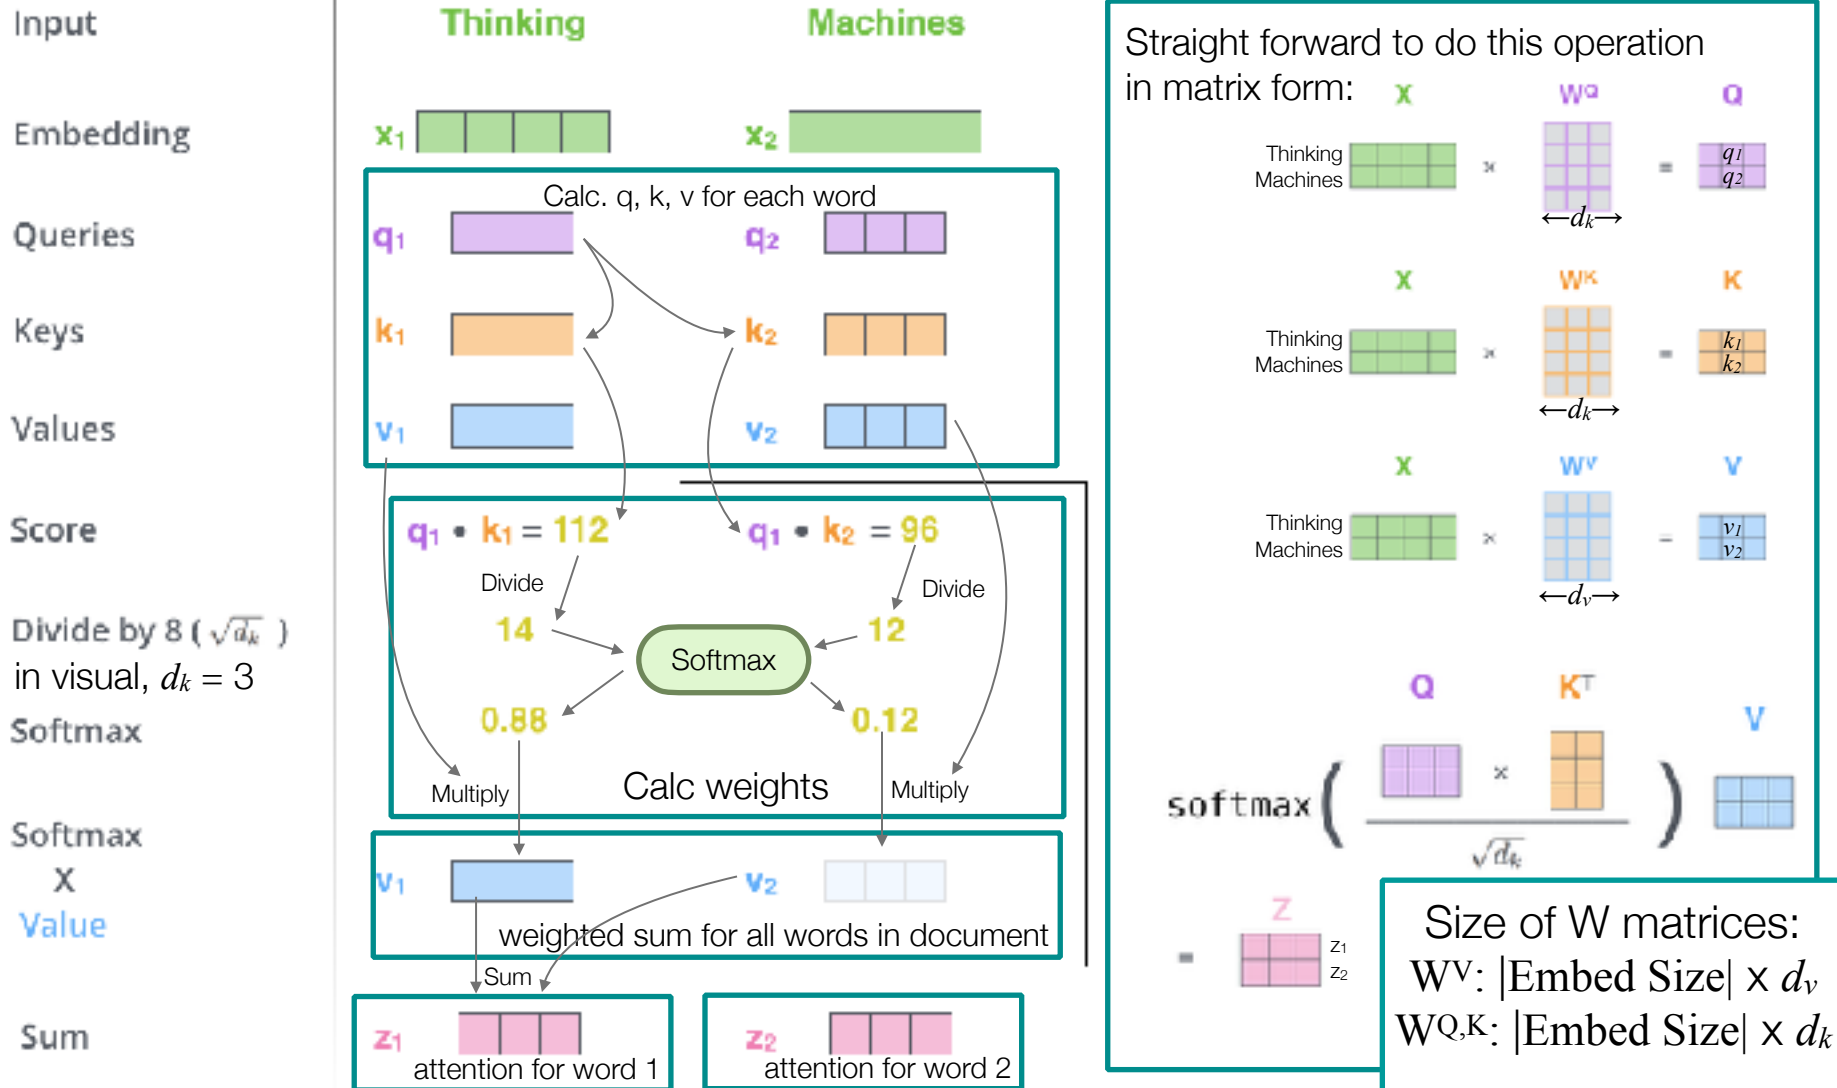 Input
Thinking
Machines
Embedding
x1
x2
Calc. q, k, v for each word
Queries
q1
q2
Keys
k1
k2
Values
v1
v2
Score
q1 • k1 = 112
q1 • k2 = 96
Divide
Divide
Divide by 8 ( √dk )
in visual, dk = 3
14
12
Softmax
Softmax
0.88
0.12
Multiply
Calc weights
Multiply
Softmax
X
Value
v1
v2
weighted sum for all words in document
Sum
Sum
z1
attention for word 1
z2
attention for word 2
Straight forward to do this operation
in matrix form:
X
WQ
Q
Thinking
Machines
×
=
q1
q2
←dk→
X
WK
K
Thinking
Machines
×
=
k1
k2
←dk→
X
WV
V
Thinking
Machines
×
=
v1
v2
←dv→
Q
KT
V
softmax ( × )
√dk
Z
=
z1
z2
Size of W matrices:
WV: |Embed Size| x dv
WQ,K: |Embed Size| x dk